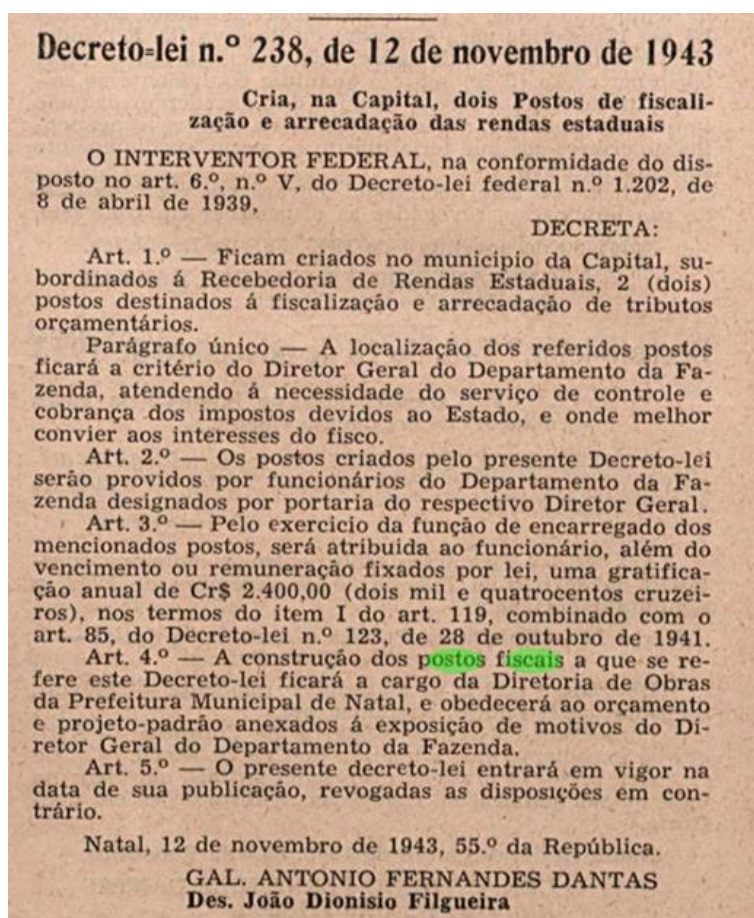 Decreto-lei n.º 238, de 12 de novembro de 1943
Cria, na Capital, dois Postos de fiscali-
zação e arrecadação das rendas estaduais
O INTERVENTOR FEDERAL, na conformidade do dis-
posto no art. 6.º, n.º V, do Decreto-lei federal n.º 1.202, de
8 de abril de 1939,
DECRETA:
Art. 1.º — Ficam criados no municipio da Capital, su-
bordinados á Recebedoria de Rendas Estaduais, 2 (dois)
postos destinados á fiscalização e arrecadação de tributos
orçamentários.
Parágrafo único — A localização dos referidos postos
ficará a critério do Diretor Geral do Departamento da Fa-
zenda, atendendo á necessidade do serviço de controle e
cobrança dos impostos devidos ao Estado, e onde melhor
convier aos interesses do fisco.
Art. 2.º — Os postos criados pelo presente Decreto-lei
serão providos por funcionários do Departamento da Fa-
zenda designados por portaria do respectivo Diretor Geral.
Art. 3.º — Pelo exercicio da função de encarregado dos
mencionados postos, será atribuida ao funcionário, além do
vencimento ou remuneração fixados por lei, uma gratifica-
ção anual de Cr$ 2.400,00 (dois mil e quatrocentos cruzei-
ros), nos termos do item I do art. 119, combinado com o
art. 85, do Decreto-lei n.º 123, de 28 de outubro de 1941.
Art. 4.º — A construção dos postos fiscais a que se re-
fere este Decreto-lei ficará a cargo da Diretoria de Obras
da Prefeitura Municipal de Natal, e obedecerá ao orçamento
e projeto-padrão anexados á exposição de motivos do Di-
retor Geral do Departamento da Fazenda.
Art. 5.º — O presente decreto-lei entrará em vigor na
data de sua publicação, revogadas as disposições em con-
trário.
Natal, 12 de novembro de 1943, 55.º da República.
GAL. ANTONIO FERNANDES DANTAS
Des. João Dionisio Filgueira